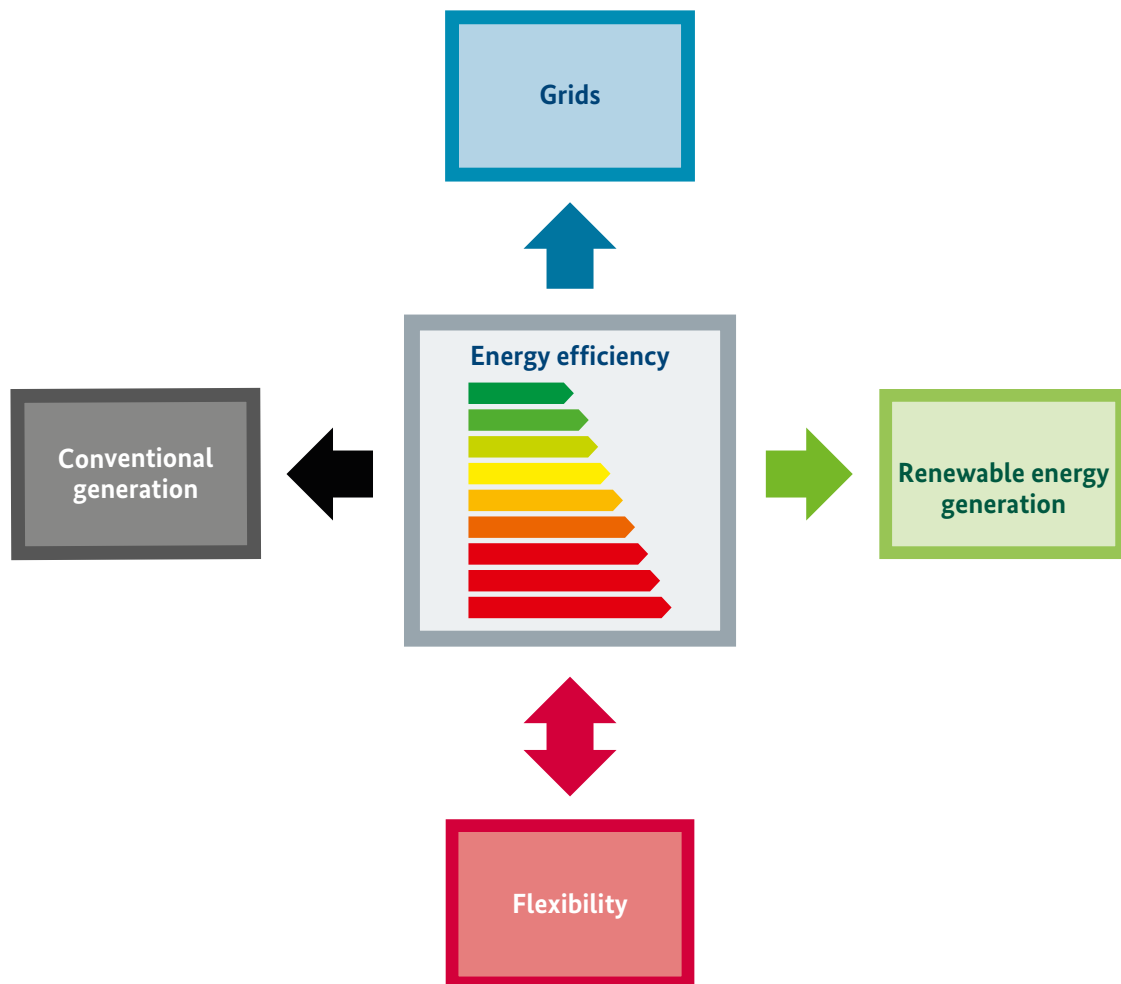 Grids
Energy efficiency
Conventional
generation
Renewable energy
generation
Flexibility